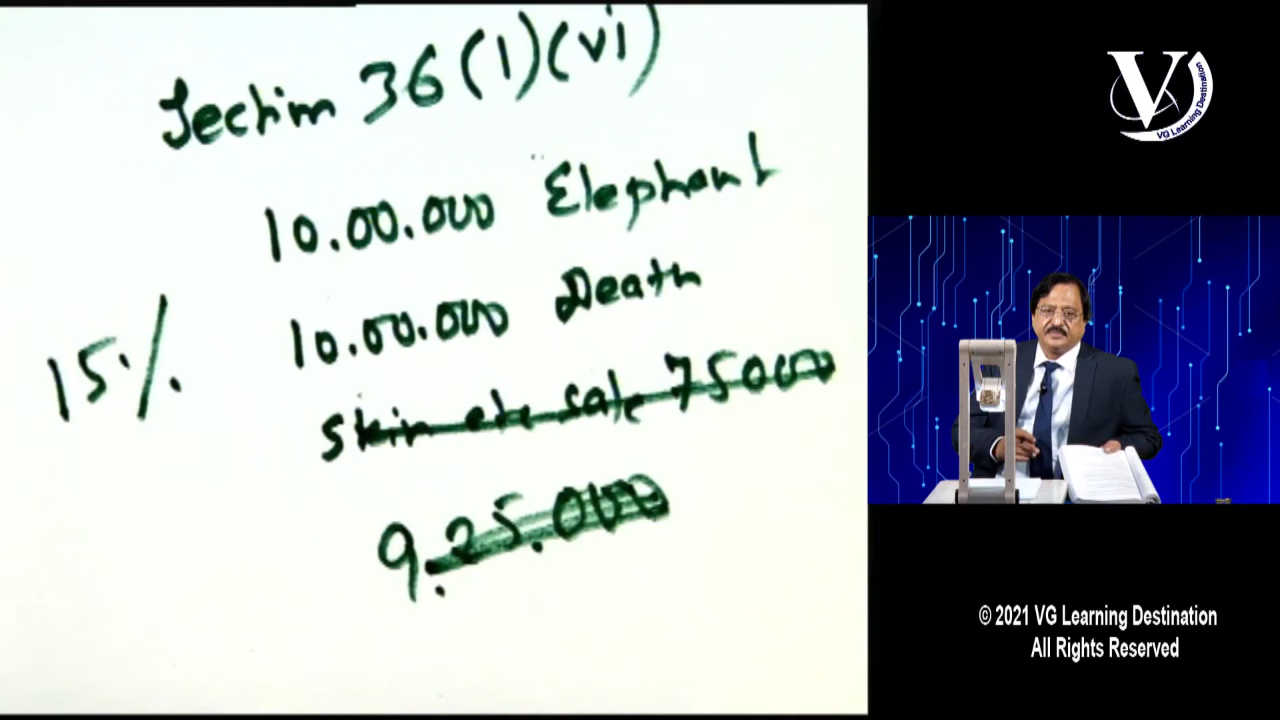 Section 36(1)(vi)
10.00.000 Elephant
10.00.000 Death
15%
Skin etc sale 75000
9.25.000
V
VG Learning Destination
© 2021 VG Learning Destination
All Rights Reserved